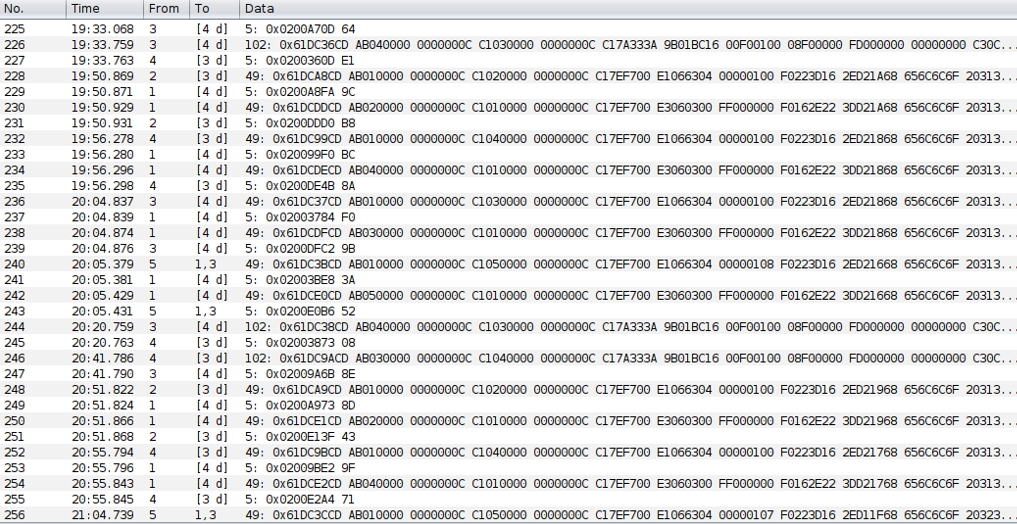 No. Time From To Data
225 19:33.068 3 [4 d] 5: 0x0200A70D 64
226 19:33.759 3 [4 d] 102: 0x61DC36CD AB040000 0000000C C1030000 0000000C C17A333A 9B01BC16 00F00100 08F00000 FD000000 00000000 C30C...
227 19:33.763 4 [3 d] 5: 0x0200360D E1
228 19:50.869 2 [3 d] 49: 0x61DCA8CD AB010000 0000000C C1020000 0000000C C17EF700 E1066304 00000100 F0223D16 2ED21A68 656C6C6F 20313...
229 19:50.871 1 [4 d] 5: 0x0200A8FA 9C
230 19:50.929 1 [4 d] 49: 0x61DCDDCD AB020000 0000000C C1010000 0000000C C17EF700 E3060300 FF000000 F0162E22 3DD21A68 656C6C6F 20313...
231 19:50.931 2 [3 d] 5: 0x0200DDD0 B8
232 19:56.278 4 [3 d] 49: 0x61DC99CD AB010000 0000000C C1040000 0000000C C17EF700 E1066304 00000100 F0223D16 2ED21868 656C6C6F 20313...
233 19:56.280 1 [4 d] 5: 0x020099F0 BC
234 19:56.296 1 [4 d] 49: 0x61DCDECD AB040000 0000000C C1010000 0000000C C17EF700 E3060300 FF000000 F0162E22 3DD21868 656C6C6F 20313...
235 19:56.298 4 [3 d] 5: 0x0200DE4B 8A
236 20:04.837 3 [4 d] 49: 0x61DC37CD AB010000 0000000C C1030000 0000000C C17EF700 E1066304 00000100 F0223D16 2ED21868 656C6C6F 20313...
237 20:04.839 1 [4 d] 5: 0x02003784 F0
238 20:04.874 1 [4 d] 49: 0x61DCDFCD AB030000 0000000C C1010000 0000000C C17EF700 E3060300 FF000000 F0162E22 3DD21868 656C6C6F 20313...
239 20:04.876 3 [4 d] 5: 0x0200DFC2 9B
240 20:05.379 5 1,3 49: 0x61DC3BCD AB010000 0000000C C1050000 0000000C C17EF700 E1066304 00000108 F0223D16 2ED21668 656C6C6F 20313...
241 20:05.381 1 [4 d] 5: 0x02003BE8 3A
242 20:05.429 1 [4 d] 49: 0x61DCE0CD AB050000 0000000C C1010000 0000000C C17EF700 E3060300 FF000000 F0162E22 3DD21668 656C6C6F 20313...
243 20:05.431 5 1,3 5: 0x0200E0B6 52
244 20:20.759 3 [4 d] 102: 0x61DC38CD AB040000 0000000C C1030000 0000000C C17A333A 9B01BC16 00F00100 08F00000 FD000000 00000000 C30C...
245 20:20.763 4 [3 d] 5: 0x02003873 08
246 20:41.786 4 [3 d] 102: 0x61DC9ACD AB030000 0000000C C1040000 0000000C C17A333A 9B01BC16 00F00100 08F00000 FD000000 00000000 C30C...
247 20:41.790 3 [4 d] 5: 0x02009A6B 8E
248 20:51.822 2 [3 d] 49: 0x61DCA9CD AB010000 0000000C C1020000 0000000C C17EF700 E1066304 00000100 F0223D16 2ED21968 656C6C6F 20313...
249 20:51.824 1 [4 d] 5: 0x0200A973 8D
250 20:51.866 1 [4 d] 49: 0x61DCE1CD AB020000 0000000C C1010000 0000000C C17EF700 E3060300 FF000000 F0162E22 3DD21968 656C6C6F 20313...
251 20:51.868 2 [3 d] 5: 0x0200E13F 43
252 20:55.794 4 [3 d] 49: 0x61DC9BCD AB010000 0000000C C1040000 0000000C C17EF700 E1066304 00000100 F0223D16 2ED21768 656C6C6F 20313...
253 20:55.796 1 [4 d] 5: 0x02009BE2 9F
254 20:55.843 1 [4 d] 49: 0x61DCE2CD AB040000 0000000C C1010000 0000000C C17EF700 E3060300 FF000000 F0162E22 3DD21768 656C6C6F 20313...
255 20:55.845 4 [3 d] 5: 0x0200E2A4 71
256 21:04.739 5 1,3 49: 0x61DC3CCD AB010000 0000000C C1050000 0000000C C17EF700 E1066304 00000107 F0223D16 2ED11F68 656C6C6F 20323...